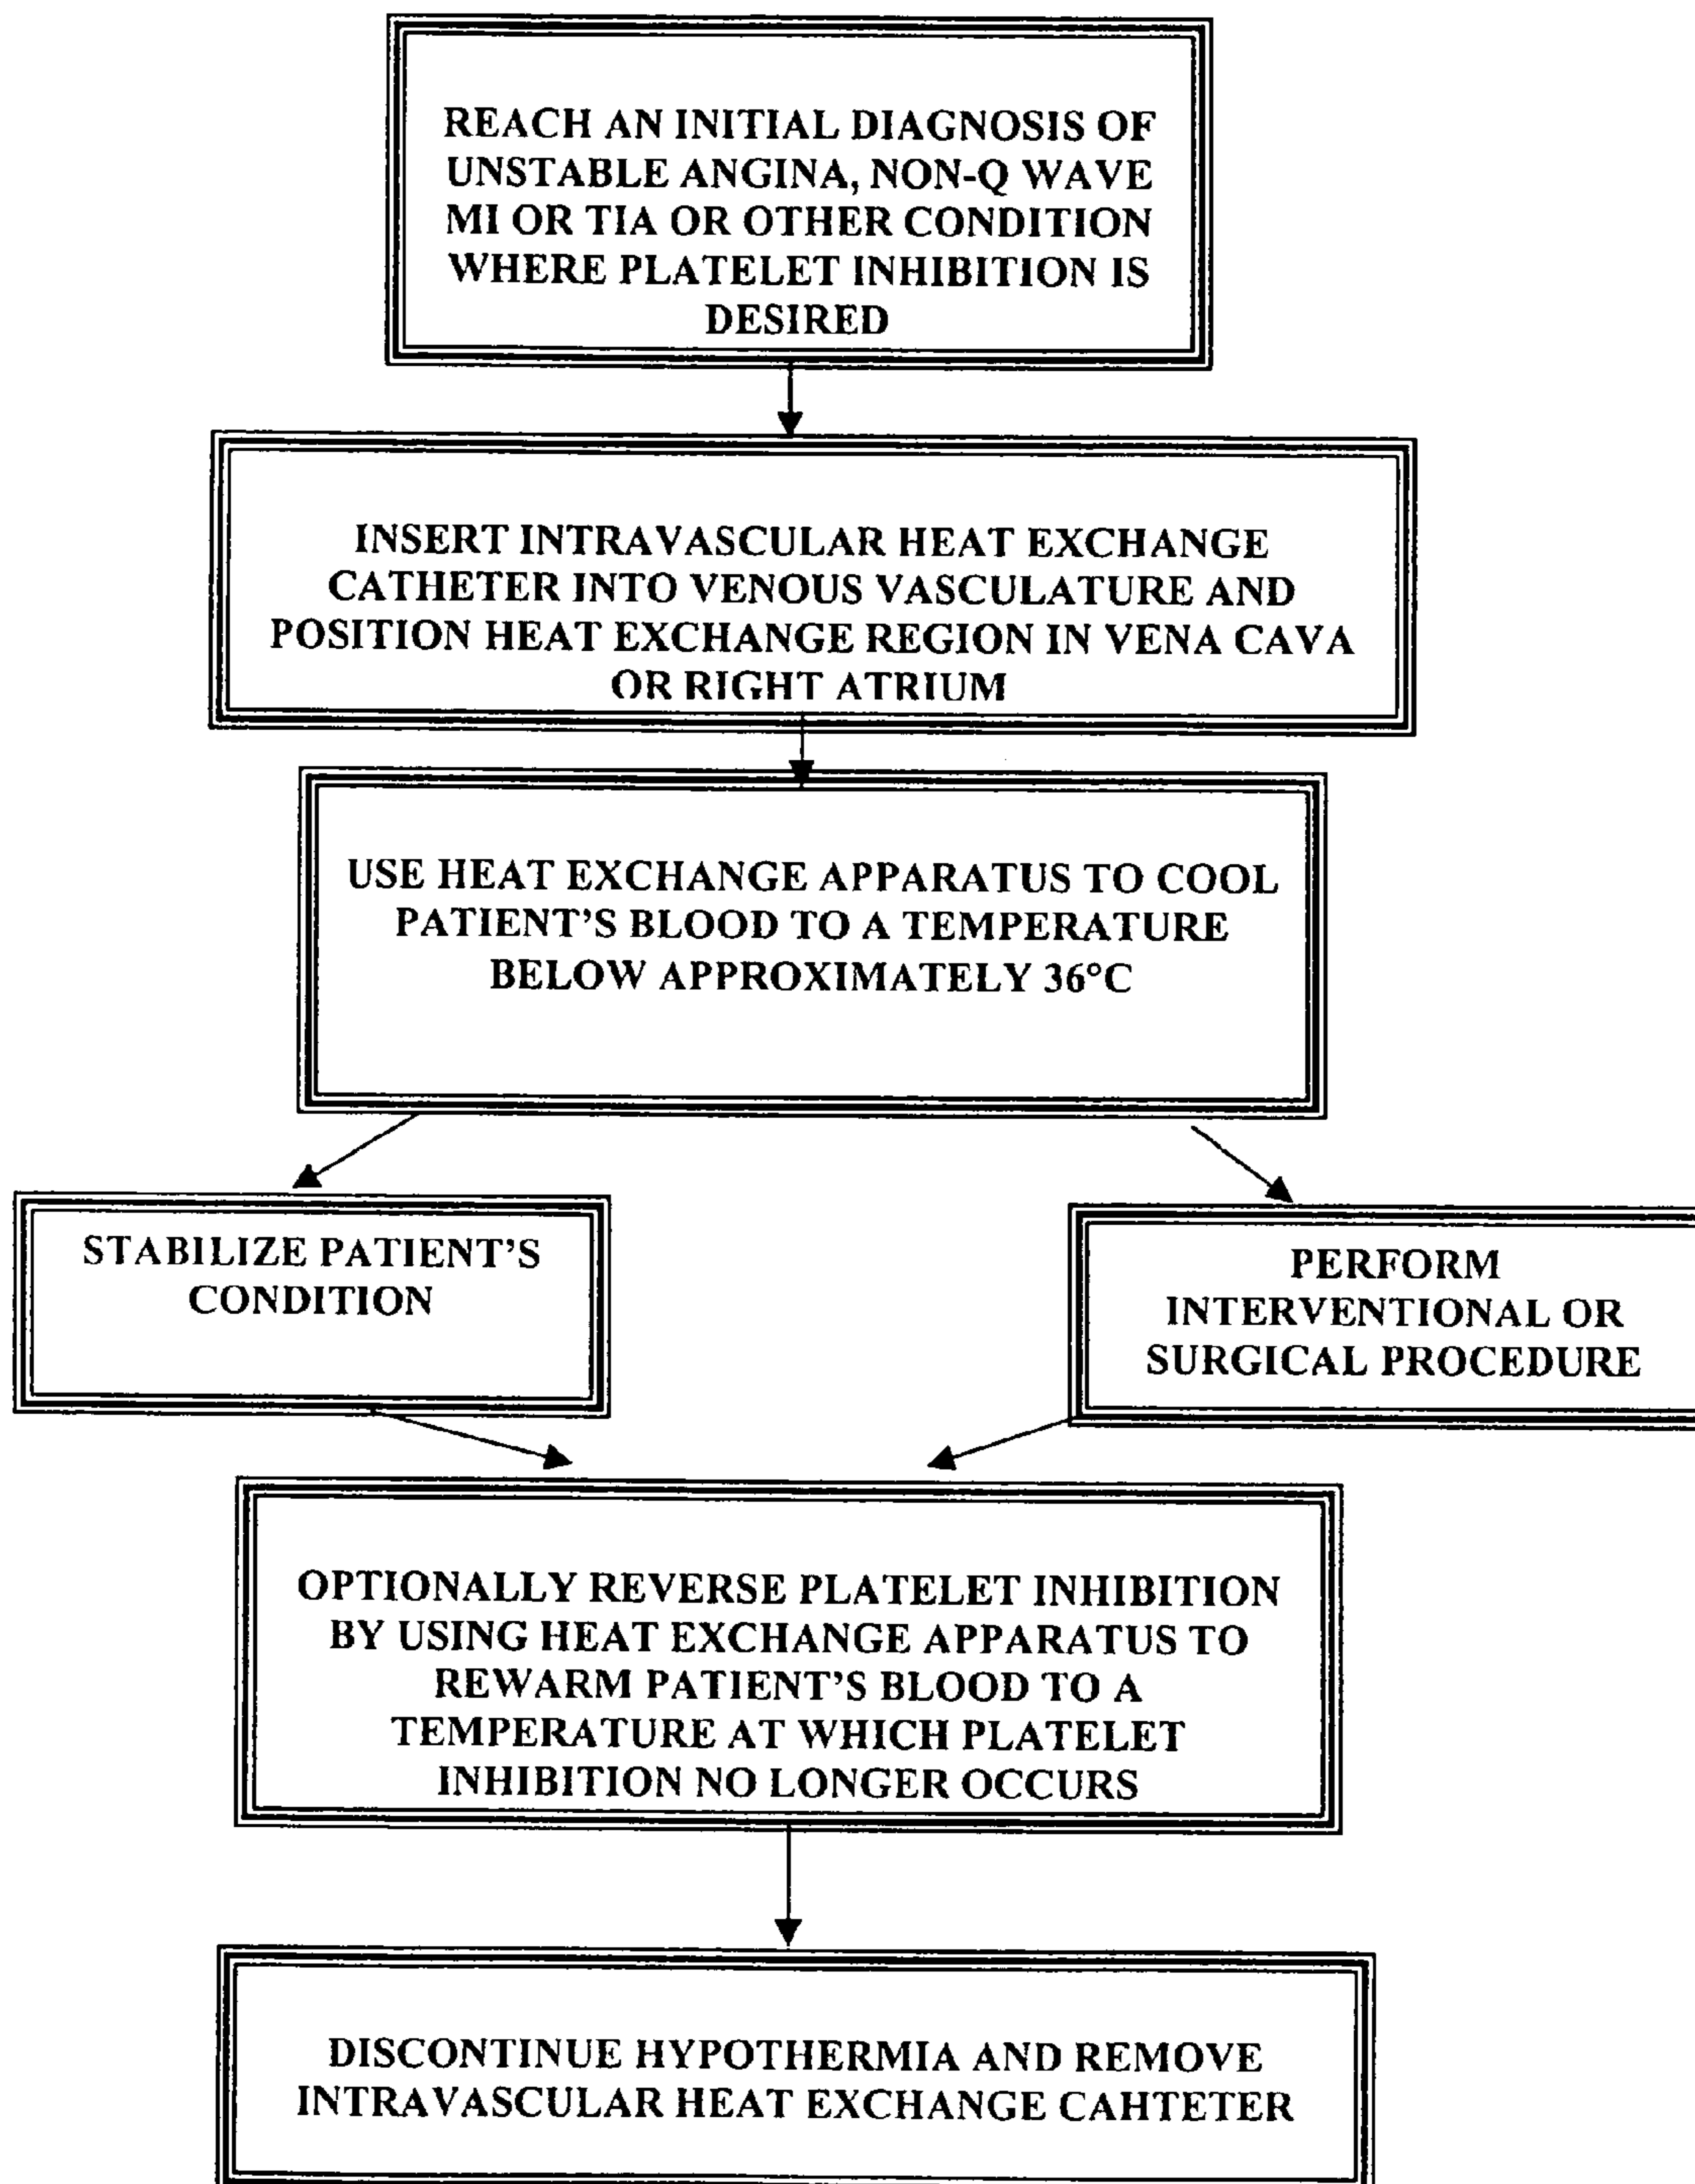 REACH AN INITIAL DIAGNOSIS OF
UNSTABLE ANGINA, NON-Q WAVE
MI OR TIA OR OTHER CONDITION
WHERE PLATELET INHIBITION IS
DESIRED
INSERT INTRAVASCULAR HEAT EXCHANGE
CATHETER INTO VENOUS VASCULATURE AND
POSITION HEAT EXCHANGE REGION IN VENA CAVA
OR RIGHT ATRIUM
USE HEAT EXCHANGE APPARATUS TO COOL
PATIENT'S BLOOD TO A TEMPERATURE
BELOW APPROXIMATELY 36°C
STABILIZE PATIENT'S
CONDITION
PERFORM
INTERVENTIONAL OR
SURGICAL PROCEDURE
OPTIONALLY REVERSE PLATELET INHIBITION
BY USING HEAT EXCHANGE APPARATUS TO
REWARM PATIENT'S BLOOD TO A
TEMPERATURE AT WHICH PLATELET
INHIBITION NO LONGER OCCURS
DISCONTINUE HYPOTHERMIA AND REMOVE
INTRAVASCULAR HEAT EXCHANGE CAHTETER